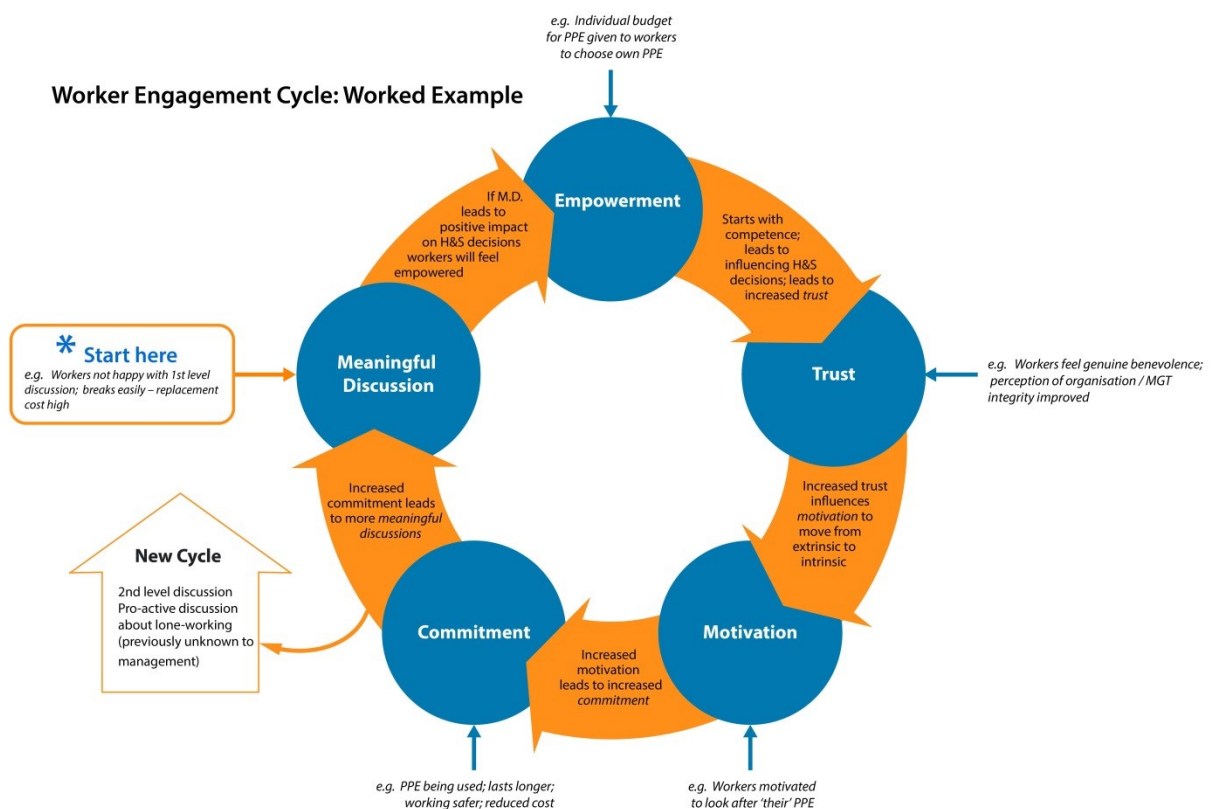 Worker Engagement Cycle: Worked Example
e.g. Individual budget
for PPE given to workers
to choose own PPE
Empowerment
If M.D.
leads to
positive impact
on H&S decisions
workers will feel
empowered
Starts with
competence;
leads to
influencing H&S
decisions; leads to
increased trust
* Start here
e.g. Workers not happy with 1st level
discussion; breaks easily – replacement
cost high
Meaningful
Discussion
Trust
e.g. Workers feel genuine benevolence;
perception of organisation / MGT
integrity improved
Increased
commitment leads
to more meaningful
discussions
Increased trust
influences
motivation to
move from
extrinsic to
intrinsic
New Cycle
2nd level discussion
Pro-active discussion
about lone-working
(previously unknown to
management)
Commitment
Motivation
Increased
motivation
leads to increased
commitment
e.g. PPE being used; lasts longer;
working safer; reduced cost
e.g. Workers motivated
to look after ‘their’ PPE